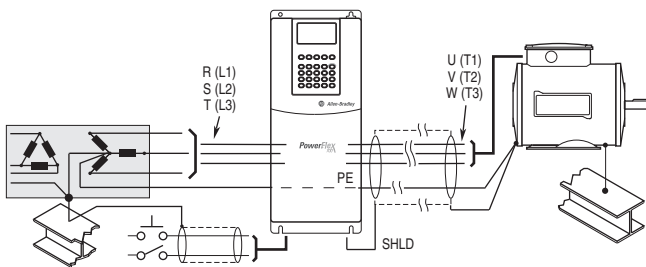 R (L1)
S (L2)
T (L3)
Allen-Bradley
PowerFlex
U (T1)
V (T2)
W (T3)
PE
SHLD